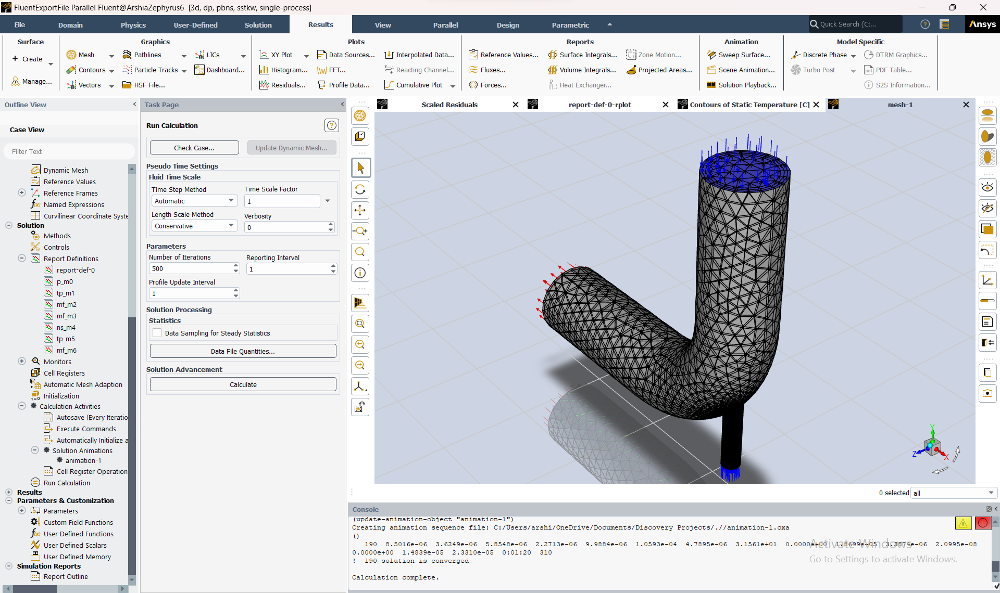 FluentExportFile Parallel Fluent@ArshiaZephyrus6 [3d, dp, pbns, sstkw, single-process]
File Domain Physics User-Defined Solution Results View Parallel Design Parametric Quick Search (Ct... Ansys
Surface Graphics Plots Reports Animation Model Specific
Create Mesh Pathlines LICs XY Plot Data Sources... Interpolated Data... Reference Values... Surface Integrals... Zone Motion... Sweep Surface... Discrete Phase DTRM Graphics...
Contours Particle Tracks Dashboard... Histogram... FFT... Reacting Channel... Fluxes... Volume Integrals... Projected Areas... Scene Animation... Turbo Post PDF Table...
Manage... Vectors HSF File... Residuals... Profile Data... Cumulative Plot Forces... Heat Exchanger... Solution Playback... S2S Information...
Outline View
Case View
Filter Text
Dynamic Mesh
Reference Values
Reference Frames
Named Expressions
Curvilinear Coordinate Syste
Solution
Methods
Controls
Report Definitions
report-def-0
p_m0
tp_m1
mf_m2
mf_m3
ns_m4
tp_m5
mf_m6
Monitors
Cell Registers
Automatic Mesh Adaption
Initialization
Calculation Activities
Autosave (Every Iteratio
Execute Commands
Automatically Initialize a
Solution Animations
animation-1
Cell Register Operation
Run Calculation
Results
Parameters & Customization
Parameters
Custom Field Functions
User Defined Functions
User Defined Scalars
User Defined Memory
Simulation Reports
Report Outline
Task Page
Run Calculation
Check Case... Update Dynamic Mesh...
Pseudo Time Settings
Fluid Time Scale
Time Step Method Time Scale Factor
Automatic 1
Length Scale Method Verbosity
Conservative 0
Parameters
Number of Iterations Reporting Interval
500 1
Profile Update Interval
1
Solution Processing
Statistics
Data Sampling for Steady Statistics
Data File Quantities...
Solution Advancement
Calculate
Scaled Residuals report-def-0-rplot Contours of Static Temperature [C] mesh-1
Y
Z X
0 selected all
Console
(update-animation-object "animation-1")
Creating animation sequence file: C:/Users/arshi/OneDrive/Documents/Discovery Projects/.//animation-1.cxa
()
190 8.5016e-06 3.6249e-06 5.8548e-06 2.2713e-06 9.9884e-06 1.0593e-04 4.7895e-06 3.1561e+01 0.0000e+00 1.8699e-05 3.3874e-06 2.0995e-08
0.0000e+00 1.4839e-05 2.3310e-05 0:01:20 310
! 190 solution is converged
Calculation complete.
Activate Windows
Go to Settings to activate Windows.